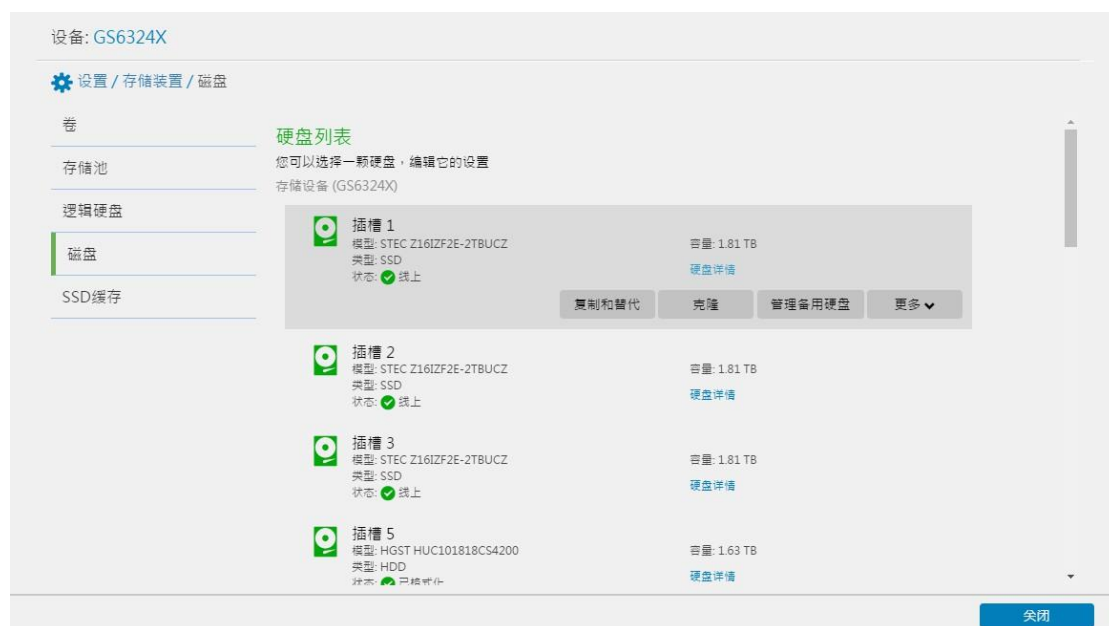 设备: GS6324X
设置 / 存储装置 / 磁盘
卷
存储池
逻辑硬盘
磁盘
SSD缓存
硬盘列表
您可以选择一颗硬盘，编辑它的设置
存储设备 (GS6324X)
插槽 1
模型: STEC Z16IZF2E-2TBUCZ
类型: SSD
状态: 线上
容量: 1.81 TB
硬盘详情
复制和替代
克隆
管理备用硬盘
更多
插槽 2
模型: STEC Z16IZF2E-2TBUCZ
类型: SSD
状态: 线上
容量: 1.81 TB
硬盘详情
插槽 3
模型: STEC Z16IZF2E-2TBUCZ
类型: SSD
状态: 线上
容量: 1.81 TB
硬盘详情
插槽 5
模型: HGST HUC101818CS4200
类型: HDD
状态: 已格式化
容量: 1.63 TB
硬盘详情
关闭